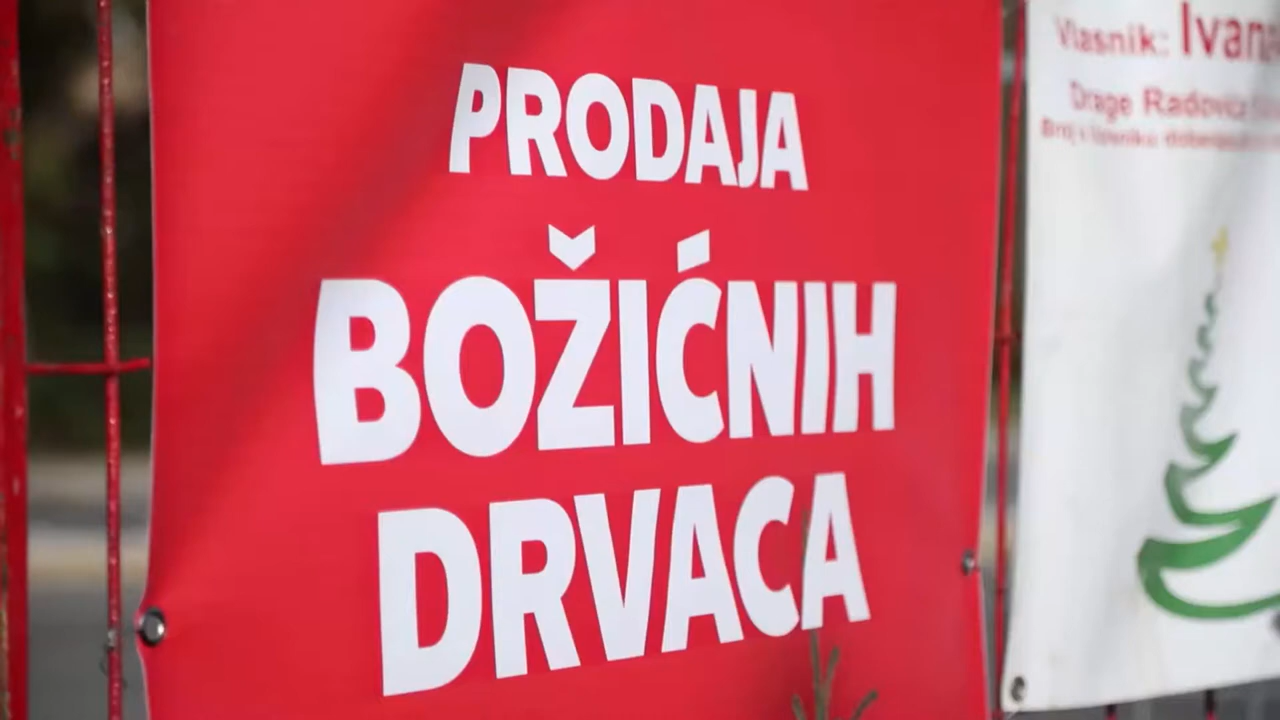 PRODAJA
BOŽIĆNIH
DRVACA
Vlasnik: Ivana
Drage Radovića